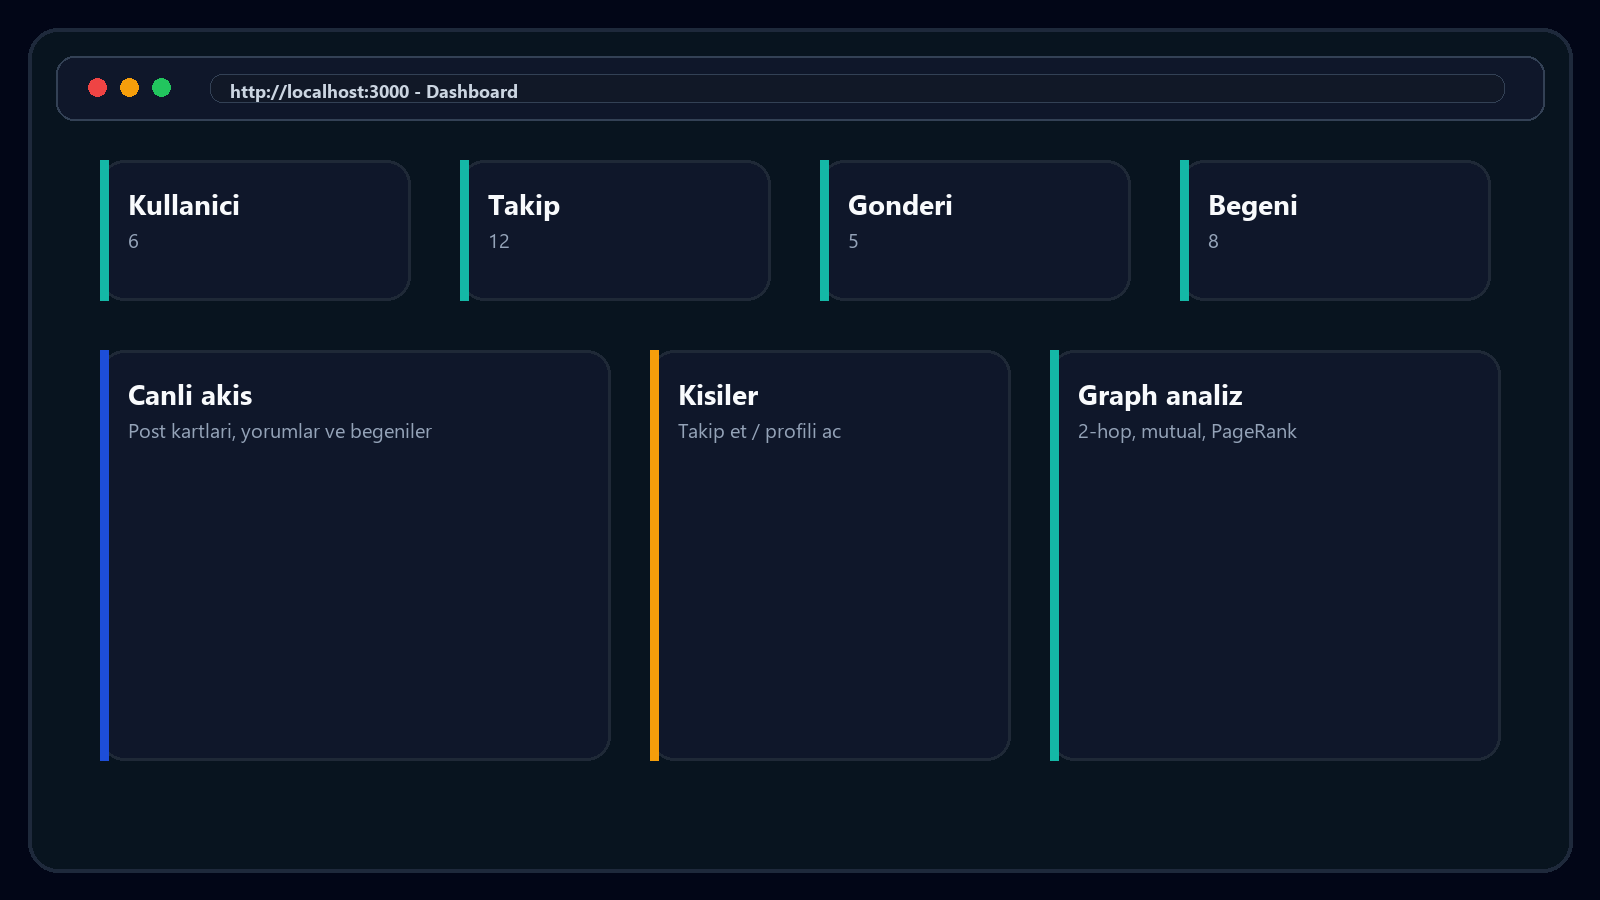 http://localhost:3000 - Dashboard
Kullanici
6
Takip
12
Gonderi
5
Begeni
8
Canli akis
Post kartlari, yorumlar ve begeniler
Kisiler
Takip et / profili ac
Graph analiz
2-hop, mutual, PageRank